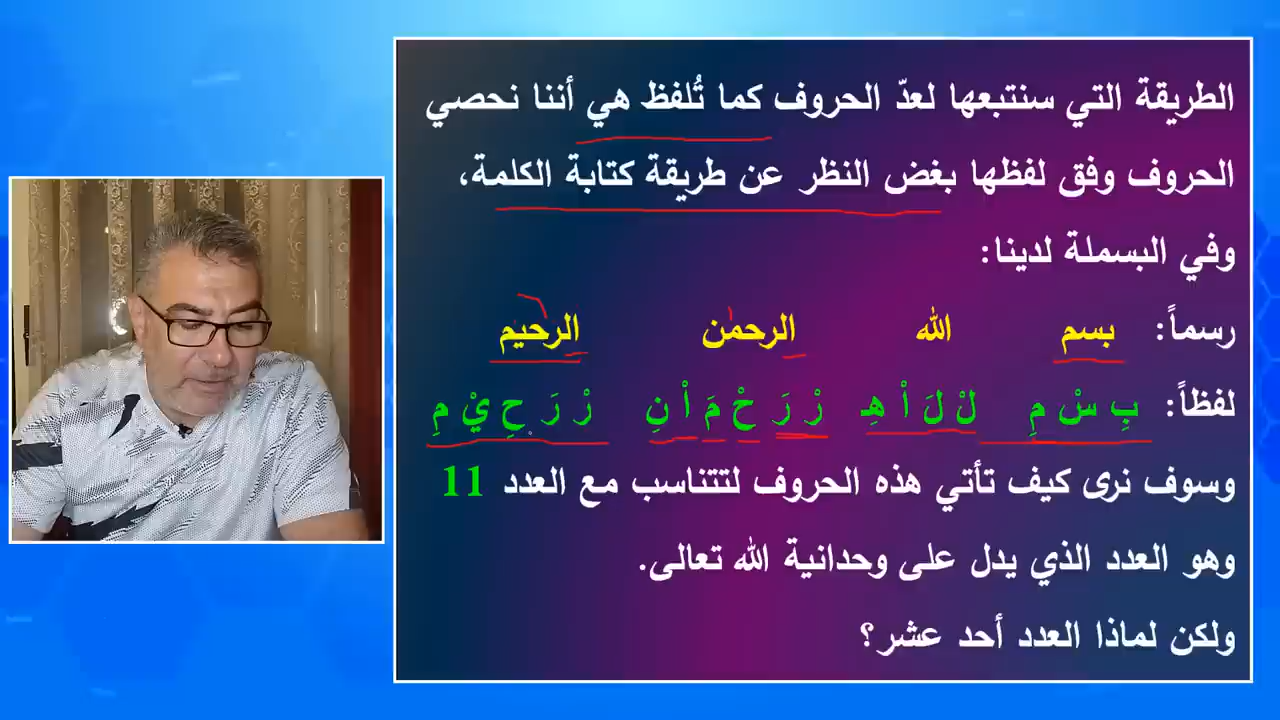 الطريقة التي سنتبعها لعدّ الحروف كما تُلفظ هي أننا نحصي
الحروف وفق لفظها بغض النظر عن طريقة كتابة الكلمة،
وفي البسملة لدينا:
رسماً: بسم الله الرحمٰن الرحيم
لفظاً: بِ سْ مِ لْ لَ اْ هِـ رْ رَ حْ مَ اْ نِ رْ رَ حِ يْ مِ
وسوف نرى كيف تأتي هذه الحروف لتتناسب مع العدد 11
وهو العدد الذي يدل على وحدانية الله تعالى.
ولكن لماذا العدد أحد عشر؟